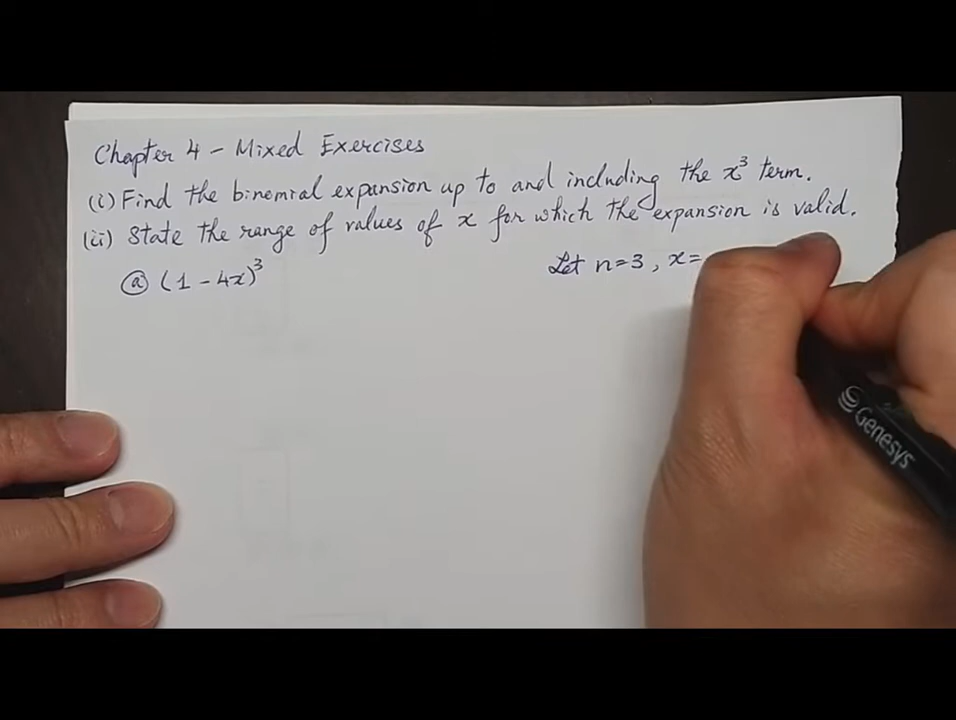 Chapter 4 - Mixed Exercises
(i) Find the binomial expansion up to and including the x³ term.
(ii) State the range of values of x for which the expansion is valid.
ⓐ (1 - 4x)³
Let n=3, x=
Genesys